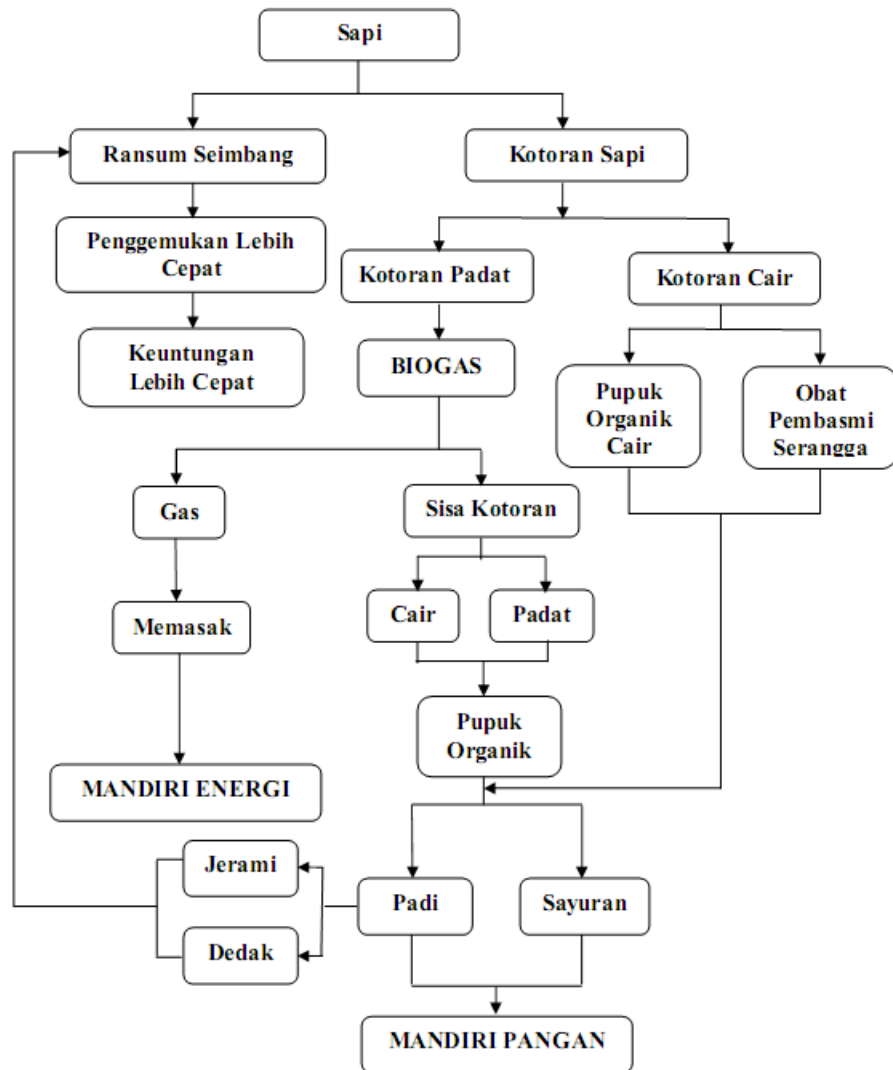 Sapi
Ransum Seimbang
Kotoran Sapi
Penggemukan Lebih
Cepat
Kotoran Padat
Kotoran Cair
Keuntungan
Lebih Cepat
BIOGAS
Pupuk
Organik
Cair
Obat
Pembasmi
Serangga
Gas
Sisa Kotoran
Memasak
Cair
Padat
Pupuk
Organik
MANDIRI ENERGI
Jerami
Padi
Sayuran
Dedak
MANDIRI PANGAN